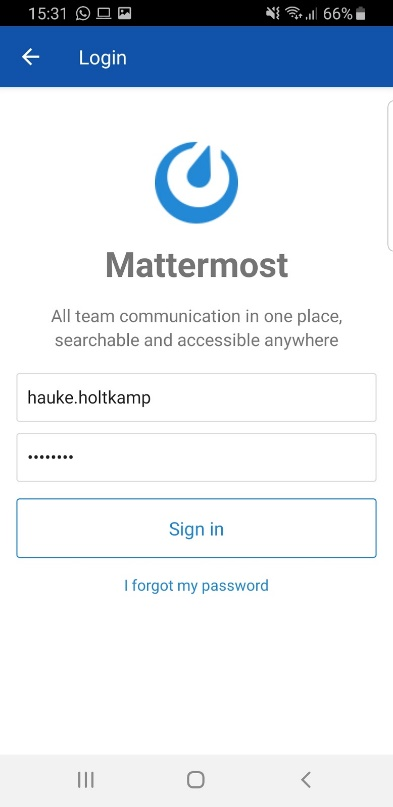 15:31 66%
Login
Mattermost
All team communication in one place,
searchable and accessible anywhere
hauke.holtkamp
••••••••
Sign in
I forgot my password